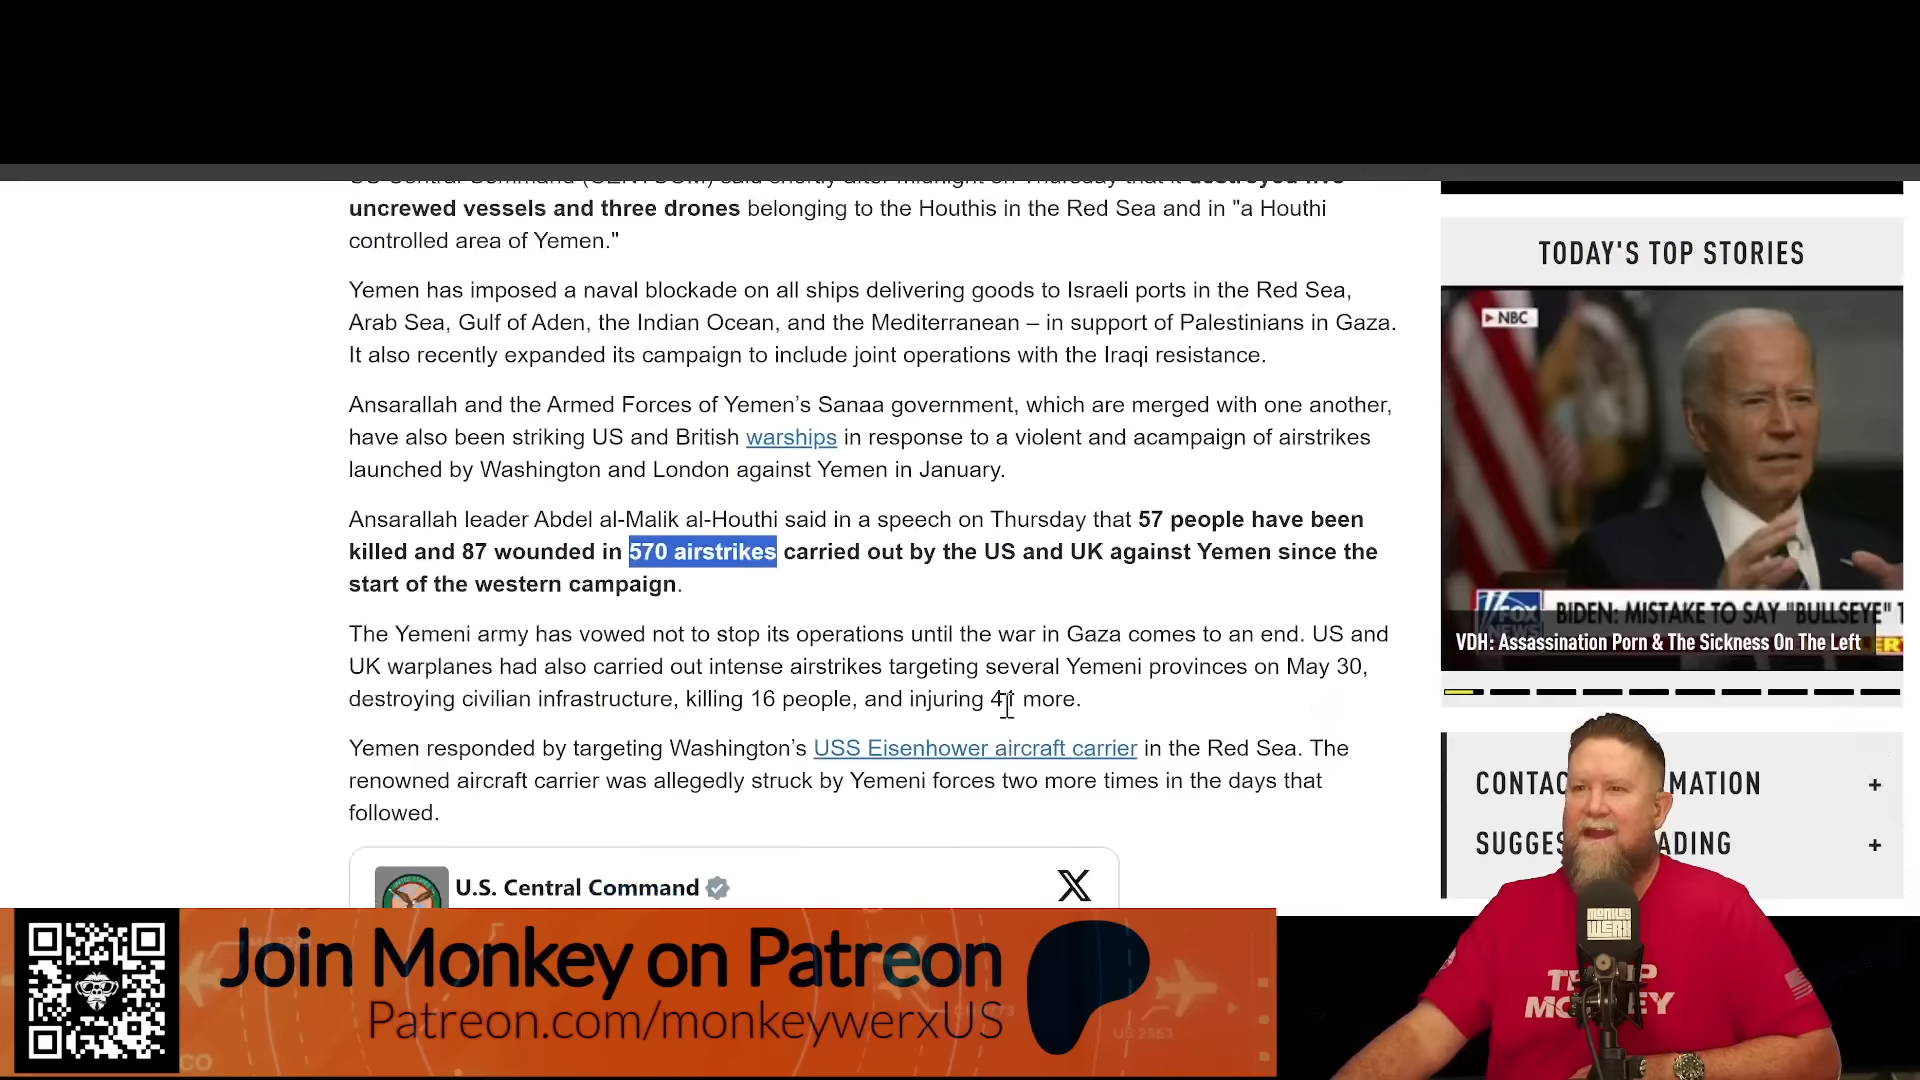 US Central Command (CENTCOM) said shortly after midnight on Thursday that it destroyed five
uncrewed vessels and three drones belonging to the Houthis in the Red Sea and in "a Houthi
controlled area of Yemen."
Yemen has imposed a naval blockade on all ships delivering goods to Israeli ports in the Red Sea,
Arab Sea, Gulf of Aden, the Indian Ocean, and the Mediterranean – in support of Palestinians in Gaza.
It also recently expanded its campaign to include joint operations with the Iraqi resistance.
Ansarallah and the Armed Forces of Yemen’s Sanaa government, which are merged with one another,
have also been striking US and British warships in response to a violent and acampaign of airstrikes
launched by Washington and London against Yemen in January.
Ansarallah leader Abdel al-Malik al-Houthi said in a speech on Thursday that 57 people have been
killed and 87 wounded in 570 airstrikes carried out by the US and UK against Yemen since the
start of the western campaign.
The Yemeni army has vowed not to stop its operations until the war in Gaza comes to an end. US and
UK warplanes had also carried out intense airstrikes targeting several Yemeni provinces on May 30,
destroying civilian infrastructure, killing 16 people, and injuring 41 more.
Yemen responded by targeting Washington’s USS Eisenhower aircraft carrier in the Red Sea. The
renowned aircraft carrier was allegedly struck by Yemeni forces two more times in the days that
followed.
U.S. Central Command
TODAY'S TOP STORIES
NBC
FOX
NEWS
BIDEN: MISTAKE TO SAY "BULLSEYE" T
VDH: Assassination Porn & The Sickness On The Left
CONTAC MATION +
SUGGES ADING +
MONKEY
WERX
T P
MO KEY
Join Monkey on Patreon
Patreon.com/monkeywerxUS